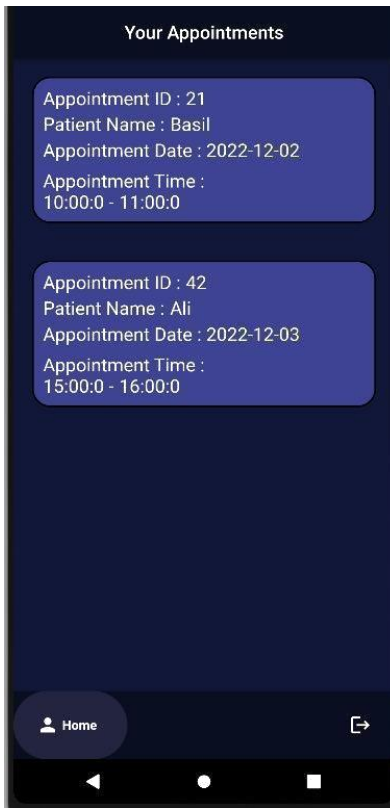 Your Appointments
Appointment ID : 21
Patient Name : Basil
Appointment Date : 2022-12-02
Appointment Time :
10:00:0 - 11:00:0
Appointment ID : 42
Patient Name : Ali
Appointment Date : 2022-12-03
Appointment Time :
15:00:0 - 16:00:0
Home